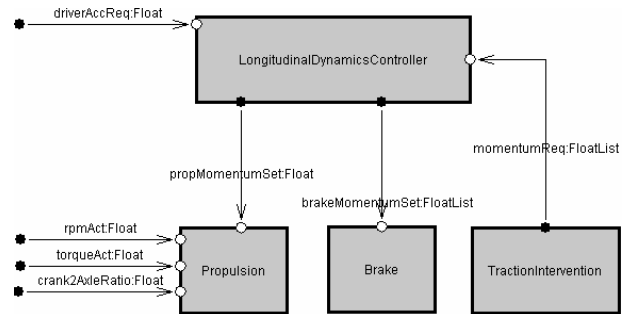 driverAccReq:Float
LongitudinalDynamicsController
momentumReq:FloatList
propMomentumSet:Float
brakeMomentumSet:FloatList
rpmAct:Float
torqueAct:Float
crank2AxleRatio:Float
Propulsion
Brake
TractionIntervention